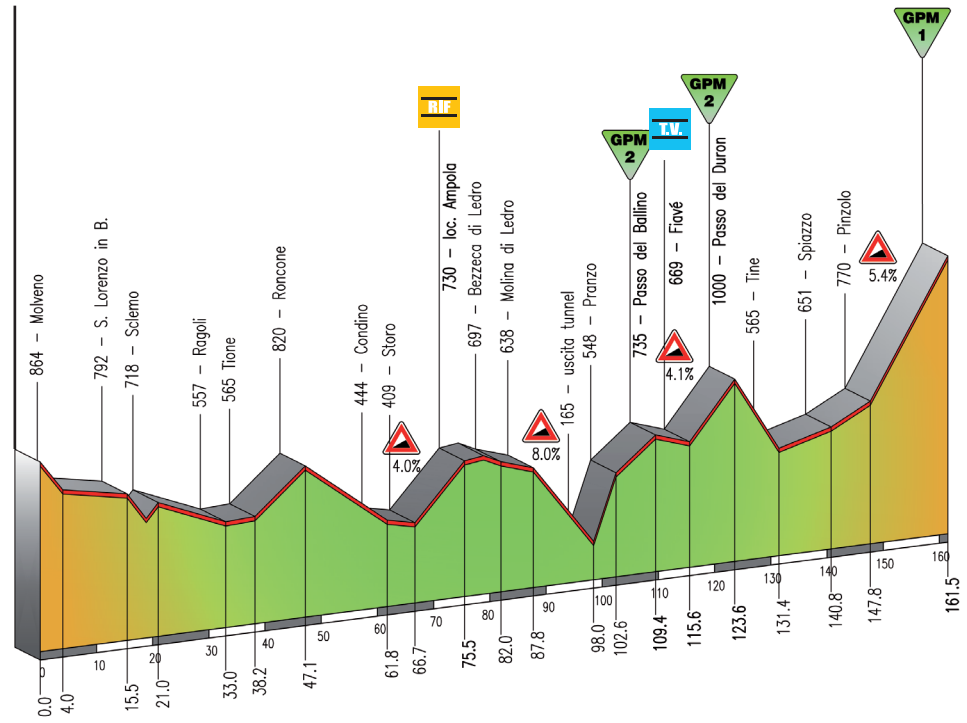 GPM
1
GPM
2
RIF
T.V.
GPM
2
864 – Molveno
792 – S. Lorenzo in B.
718 – Sclemo
557 – Ragoli
565 Tione
820 – Roncone
444 – Condino
409 – Storo
730 – loc. Ampola
697 – Bezzeca di Ledro
638 – Molina di Ledro
165 – uscita tunnel
548 – Pranzo
735 – Passo del Ballino
669 – Fiavé
1000 – Passo del Duron
565 – Tine
651 – Spiazzo
770 – Pinzolo
4.0%
8.0%
4.1%
5.4%
0
10
20
30
40
50
60
70
80
90
100
110
120
130
140
150
160
0.0
4.0
15.5
21.0
33.0
38.2
47.1
61.8
66.7
75.5
82.0
87.8
98.0
102.6
109.4
115.6
123.6
131.4
140.8
147.8
161.5